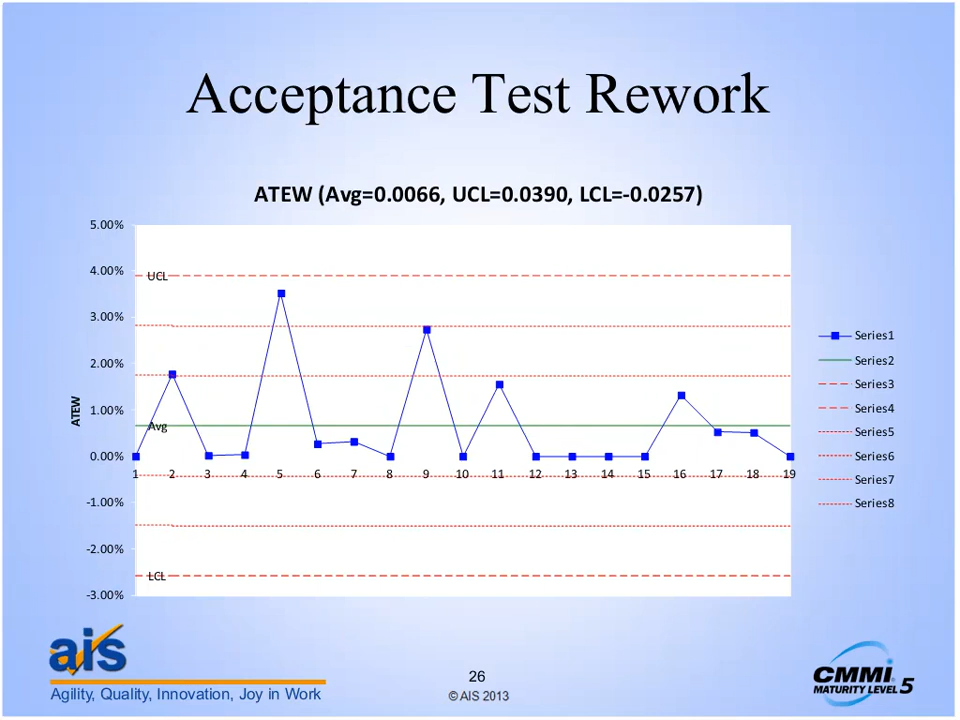 Acceptance Test Rework
ATEW (Avg=0.0066, UCL=0.0390, LCL=-0.0257)
5.00%
4.00%
3.00%
2.00%
1.00%
0.00%
-1.00%
-2.00%
-3.00%
ATEW
UCL
Avg
LCL
1 2 3 4 5 6 7 8 9 10 11 12 13 14 15 16 17 18 19
Series1
Series2
Series3
Series4
Series5
Series6
Series7
Series8
ais
Agility, Quality, Innovation, Joy in Work
26
© AIS 2013
CMMI
MATURITY LEVEL 5